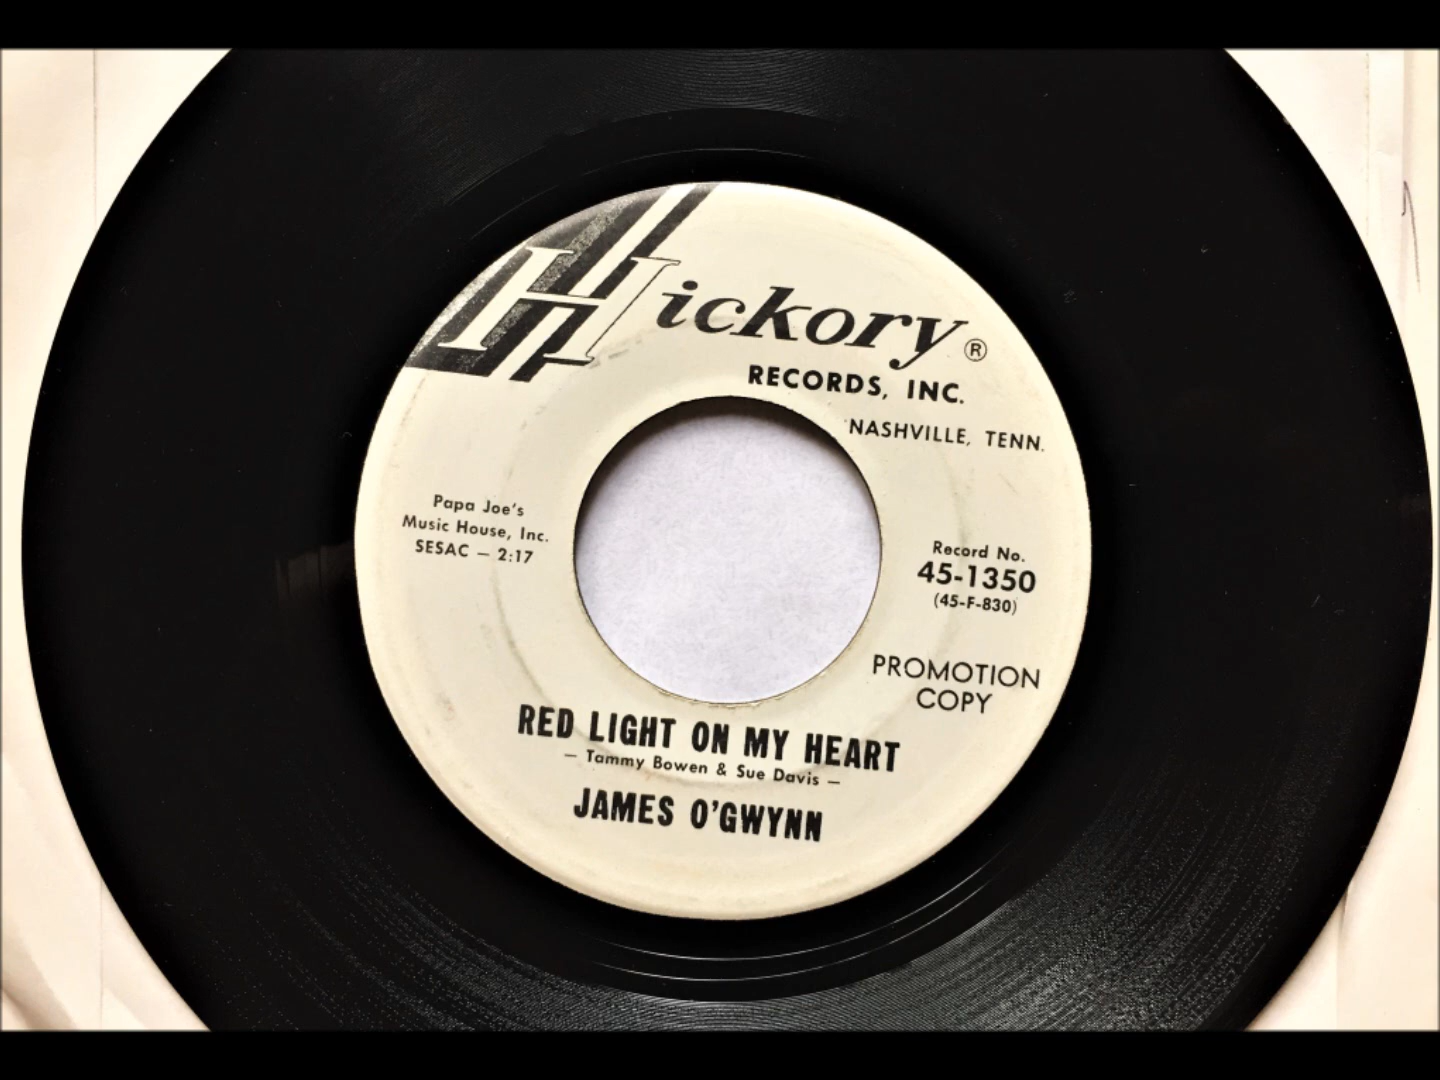 Hickory®
RECORDS, INC.
NASHVILLE, TENN.
Papa Joe's
Music House, Inc.
SESAC — 2:17
Record No.
45-1350
(45-F-830)
PROMOTION
COPY
RED LIGHT ON MY HEART
— Tammy Bowen & Sue Davis —
JAMES O'GWYNN